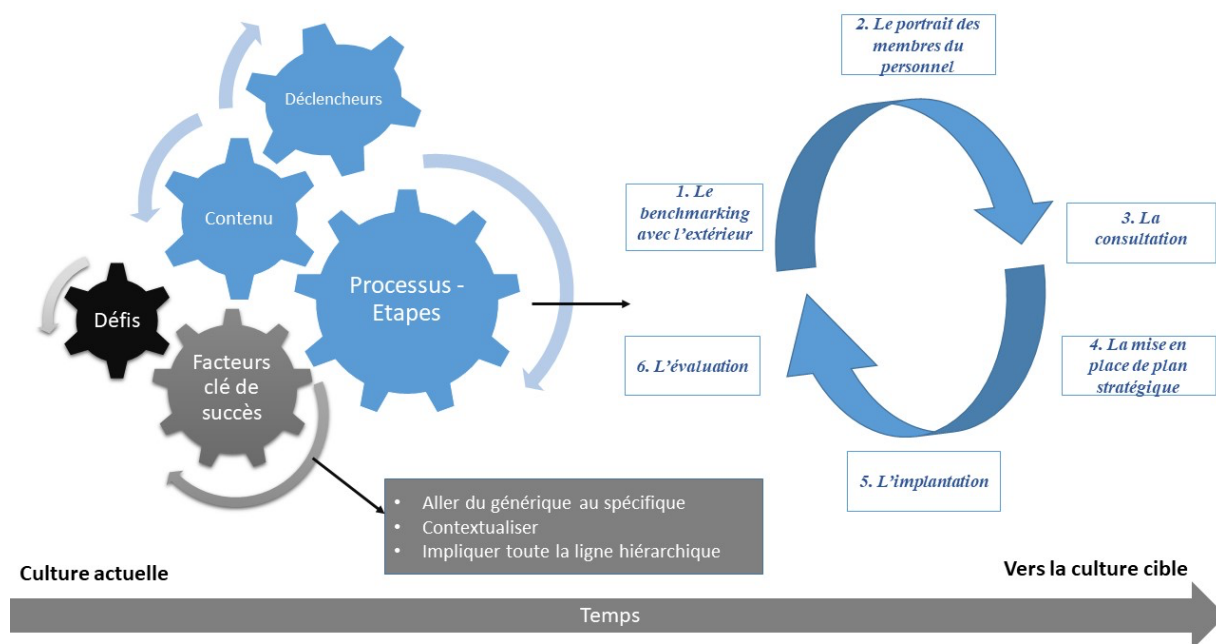 Déclencheurs
Contenu
Processus -
Etapes
Défis
Facteurs
clé de
succès
• Aller du générique au spécifique
• Contextualiser
• Impliquer toute la ligne hiérarchique
1. Le
benchmarking
avec l’extérieur
2. Le portrait des
membres du
personnel
3. La
consultation
4. La mise en
place de plan
stratégique
5. L’implantation
6. L’évaluation
Culture actuelle
Vers la culture cible
Temps